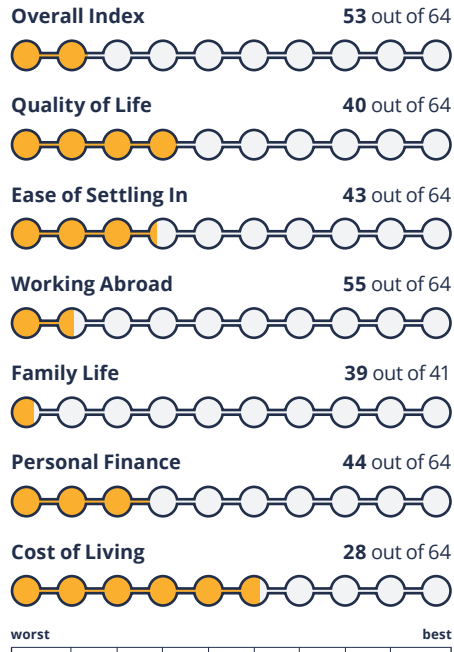 Overall Index 53 out of 64
Quality of Life 40 out of 64
Ease of Settling In 43 out of 64
Working Abroad 55 out of 64
Family Life 39 out of 41
Personal Finance 44 out of 64
Cost of Living 28 out of 64
worst best